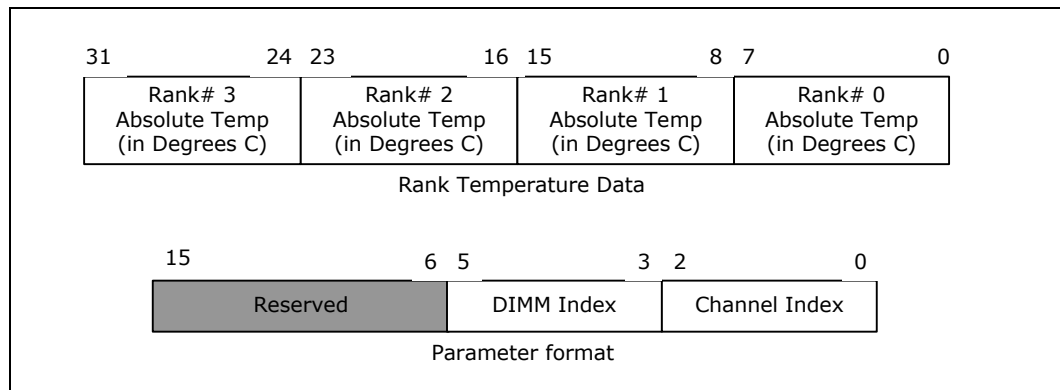 31 24 23 16 15 8 7 0
Rank# 3 Rank# 2 Rank# 1 Rank# 0
Absolute Temp Absolute Temp Absolute Temp Absolute Temp
(in Degrees C) (in Degrees C) (in Degrees C) (in Degrees C)
Rank Temperature Data
15 6 5 3 2 0
Reserved DIMM Index Channel Index
Parameter format